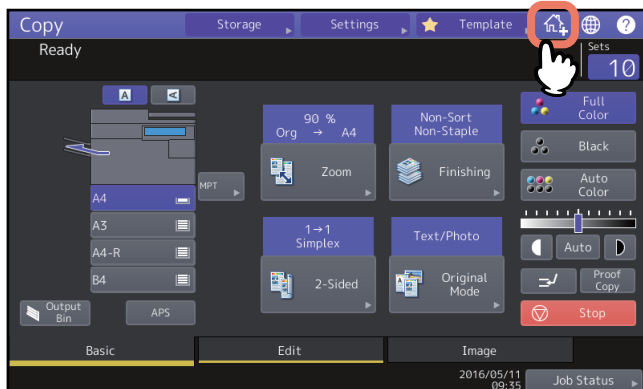 Copy
Storage
Settings
Template
?
Ready
Sets
10
A
A
90 %
Org → A4
Zoom
Non-Sort
Non-Staple
Finishing
Full
Color
Black
Auto
Color
MPT
A4
A3
A4-R
B4
1→1
Simplex
2-Sided
Text/Photo
Original
Mode
Auto
Proof
Copy
Output
Bin
APS
Stop
Basic
Edit
Image
2016/05/11
09:35
Job Status